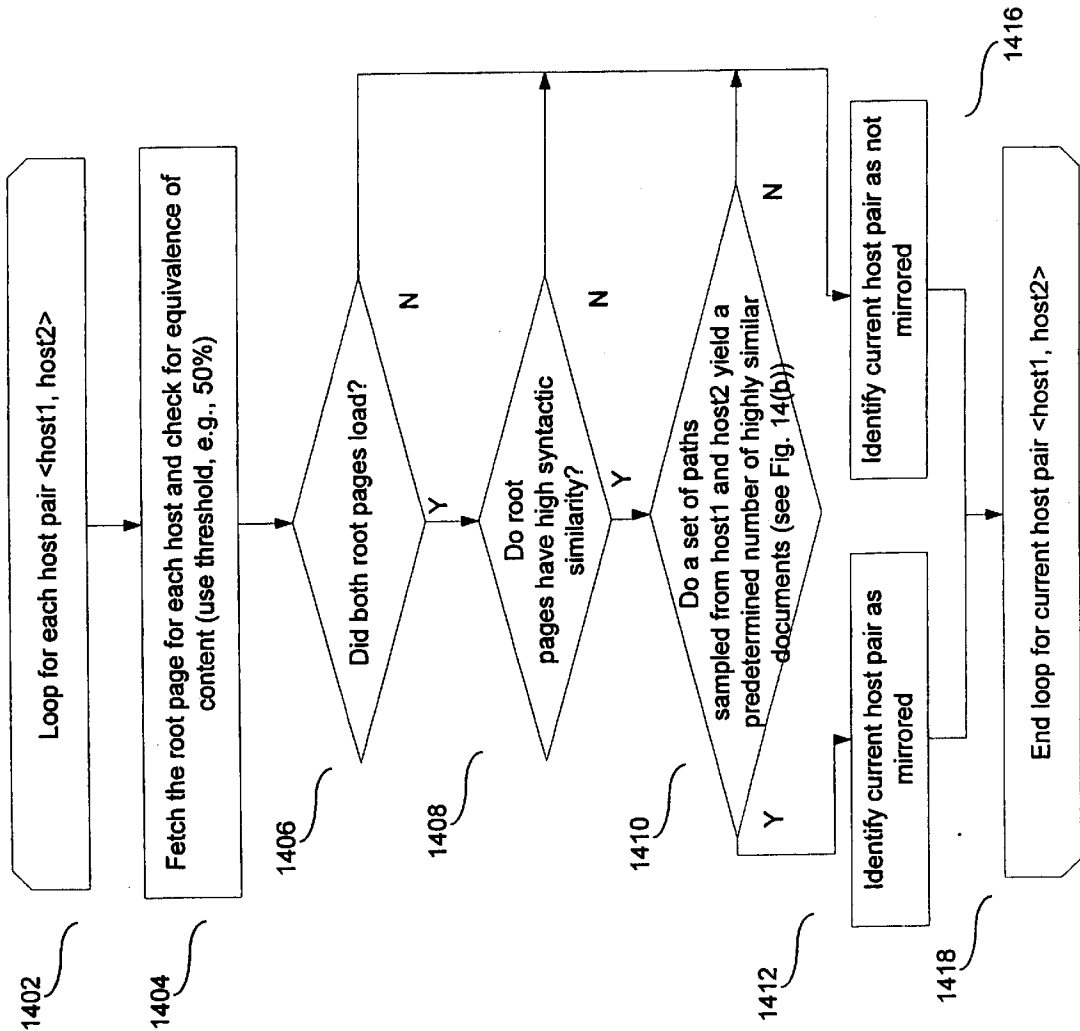 1402
Loop for each host pair <host1, host2>
1404
Fetch the root page for each host and check for equivalence of
content (use threshold, e.g., 50%)
1406
Did both root pages load?
N
Y
1408
Do root
pages have high syntactic
similarity?
N
Y
1410
Do a set of paths
sampled from host1 and host2 yield a
predetermined number of highly similar
documents (see Fig. 14(b))
Y
N
1412
Identify current host pair as
mirrored
Identify current host pair as not
mirrored
1416
1418
End loop for current host pair <host1, host2>